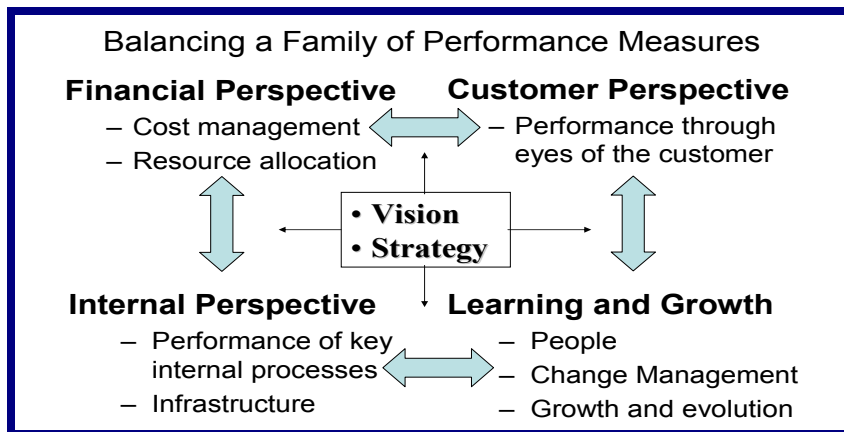 Balancing a Family of Performance Measures
Financial Perspective
– Cost management
– Resource allocation
Customer Perspective
– Performance through
eyes of the customer
• Vision
• Strategy
Internal Perspective
– Performance of key
internal processes
– Infrastructure
Learning and Growth
– People
– Change Management
– Growth and evolution